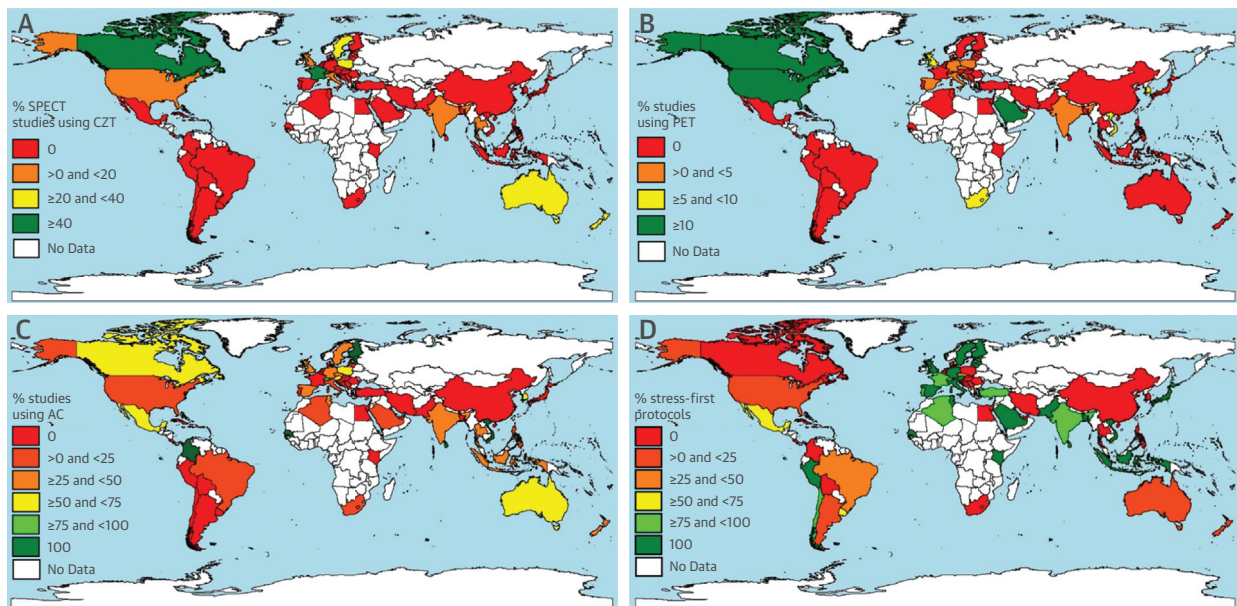 A
% SPECT
studies using CZT
0
>0 and <20
≥20 and <40
≥40
No Data
B
% studies
using PET
0
>0 and <5
≥5 and <10
≥10
No Data
C
% studies
using AC
0
>0 and <25
≥25 and <50
≥50 and <75
≥75 and <100
100
No Data
D
% stress-first
protocols
0
>0 and <25
≥25 and <50
≥50 and <75
≥75 and <100
100
No Data